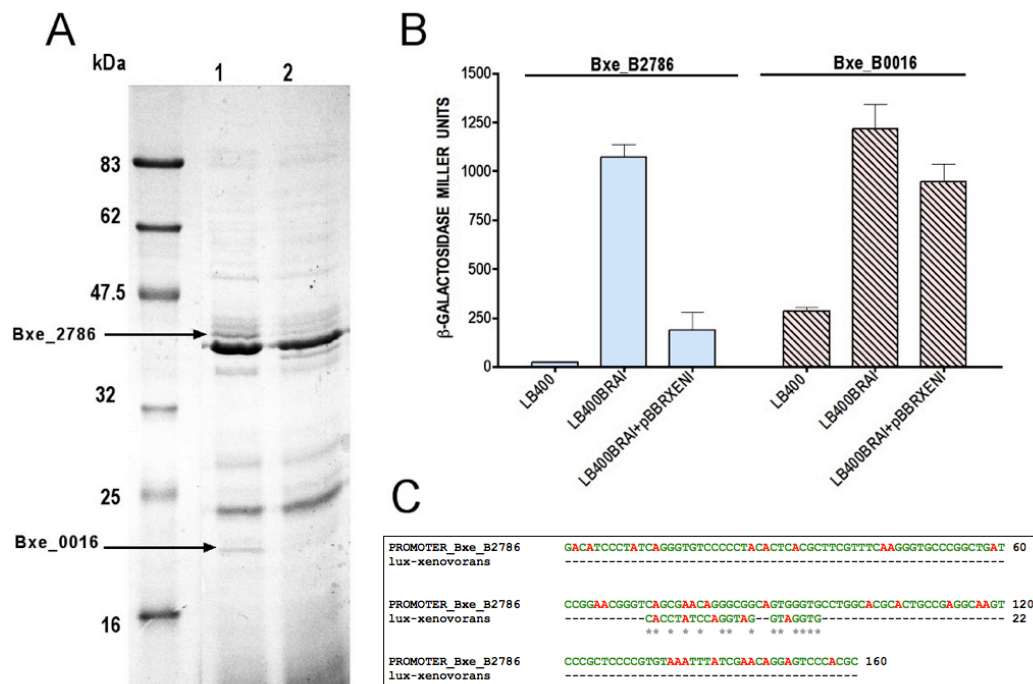 A
kDa
1 2
83
62
47.5
Bxe_2786
32
25
Bxe_0016
16
B
Bxe_B2786 Bxe_B0016
β-GALACTOSIDASE MILLER UNITS
1500
1250
1000
750
500
250
0
LB400
LB400BRAI
LB400BRAI+pBBRXENI
LB400
LB400BRAI
LB400BRAI+pBBRXENI
C
PROMOTER_Bxe_B2786 GACATCCCTATCAGGGTGTCCCCCTACACTCACGCTTCGTTTCAAGGGTGCCCGGCTGAT 60
lux-xenovorans ------------------------------------------------------------
PROMOTER_Bxe_B2786 CCGGAACGGGTCAGCGAACAGGGCGGCAGTGGGTGCCTGGCACGCACTGCCGAGGCAAGT 120
lux-xenovorans -----------CACCTATCCAGGTAG--GTAGGTG------------------------- 22
** * * *  ** *  ** ****
PROMOTER_Bxe_B2786 CCCGCTCCCCGTGTAAATTTATCGAACAGGAGTCCCACGC 160
lux-xenovorans ----------------------------------------